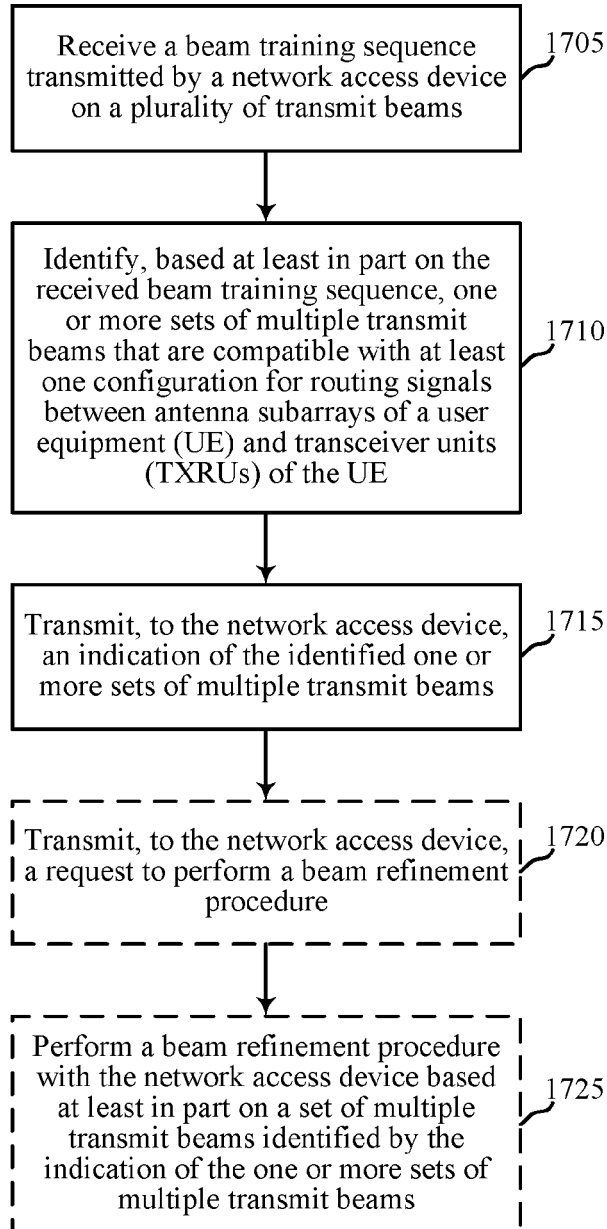 Receive a beam training sequence
transmitted by a network access device
on a plurality of transmit beams
1705
Identify, based at least in part on the
received beam training sequence, one
or more sets of multiple transmit
beams that are compatible with at least
one configuration for routing signals
between antenna subarrays of a user
equipment (UE) and transceiver units
(TXRUs) of the UE
1710
Transmit, to the network access device,
an indication of the identified one or
more sets of multiple transmit beams
1715
Transmit, to the network access device,
a request to perform a beam refinement
procedure
1720
Perform a beam refinement procedure
with the network access device based
at least in part on a set of multiple
transmit beams identified by the
indication of the one or more sets of
multiple transmit beams
1725